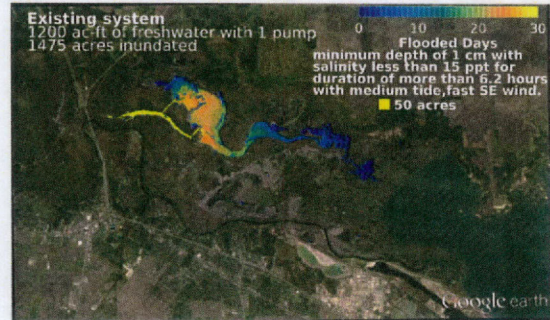 Existing system
1200 ac-ft of freshwater with 1 pump
1475 acres inundated
0 10 20 30
Flooded Days
minimum depth of 1 cm with
salinity less than 15 ppt for
duration of more than 6.2 hours
with medium tide,fast SE wind.
50 acres
Google earth